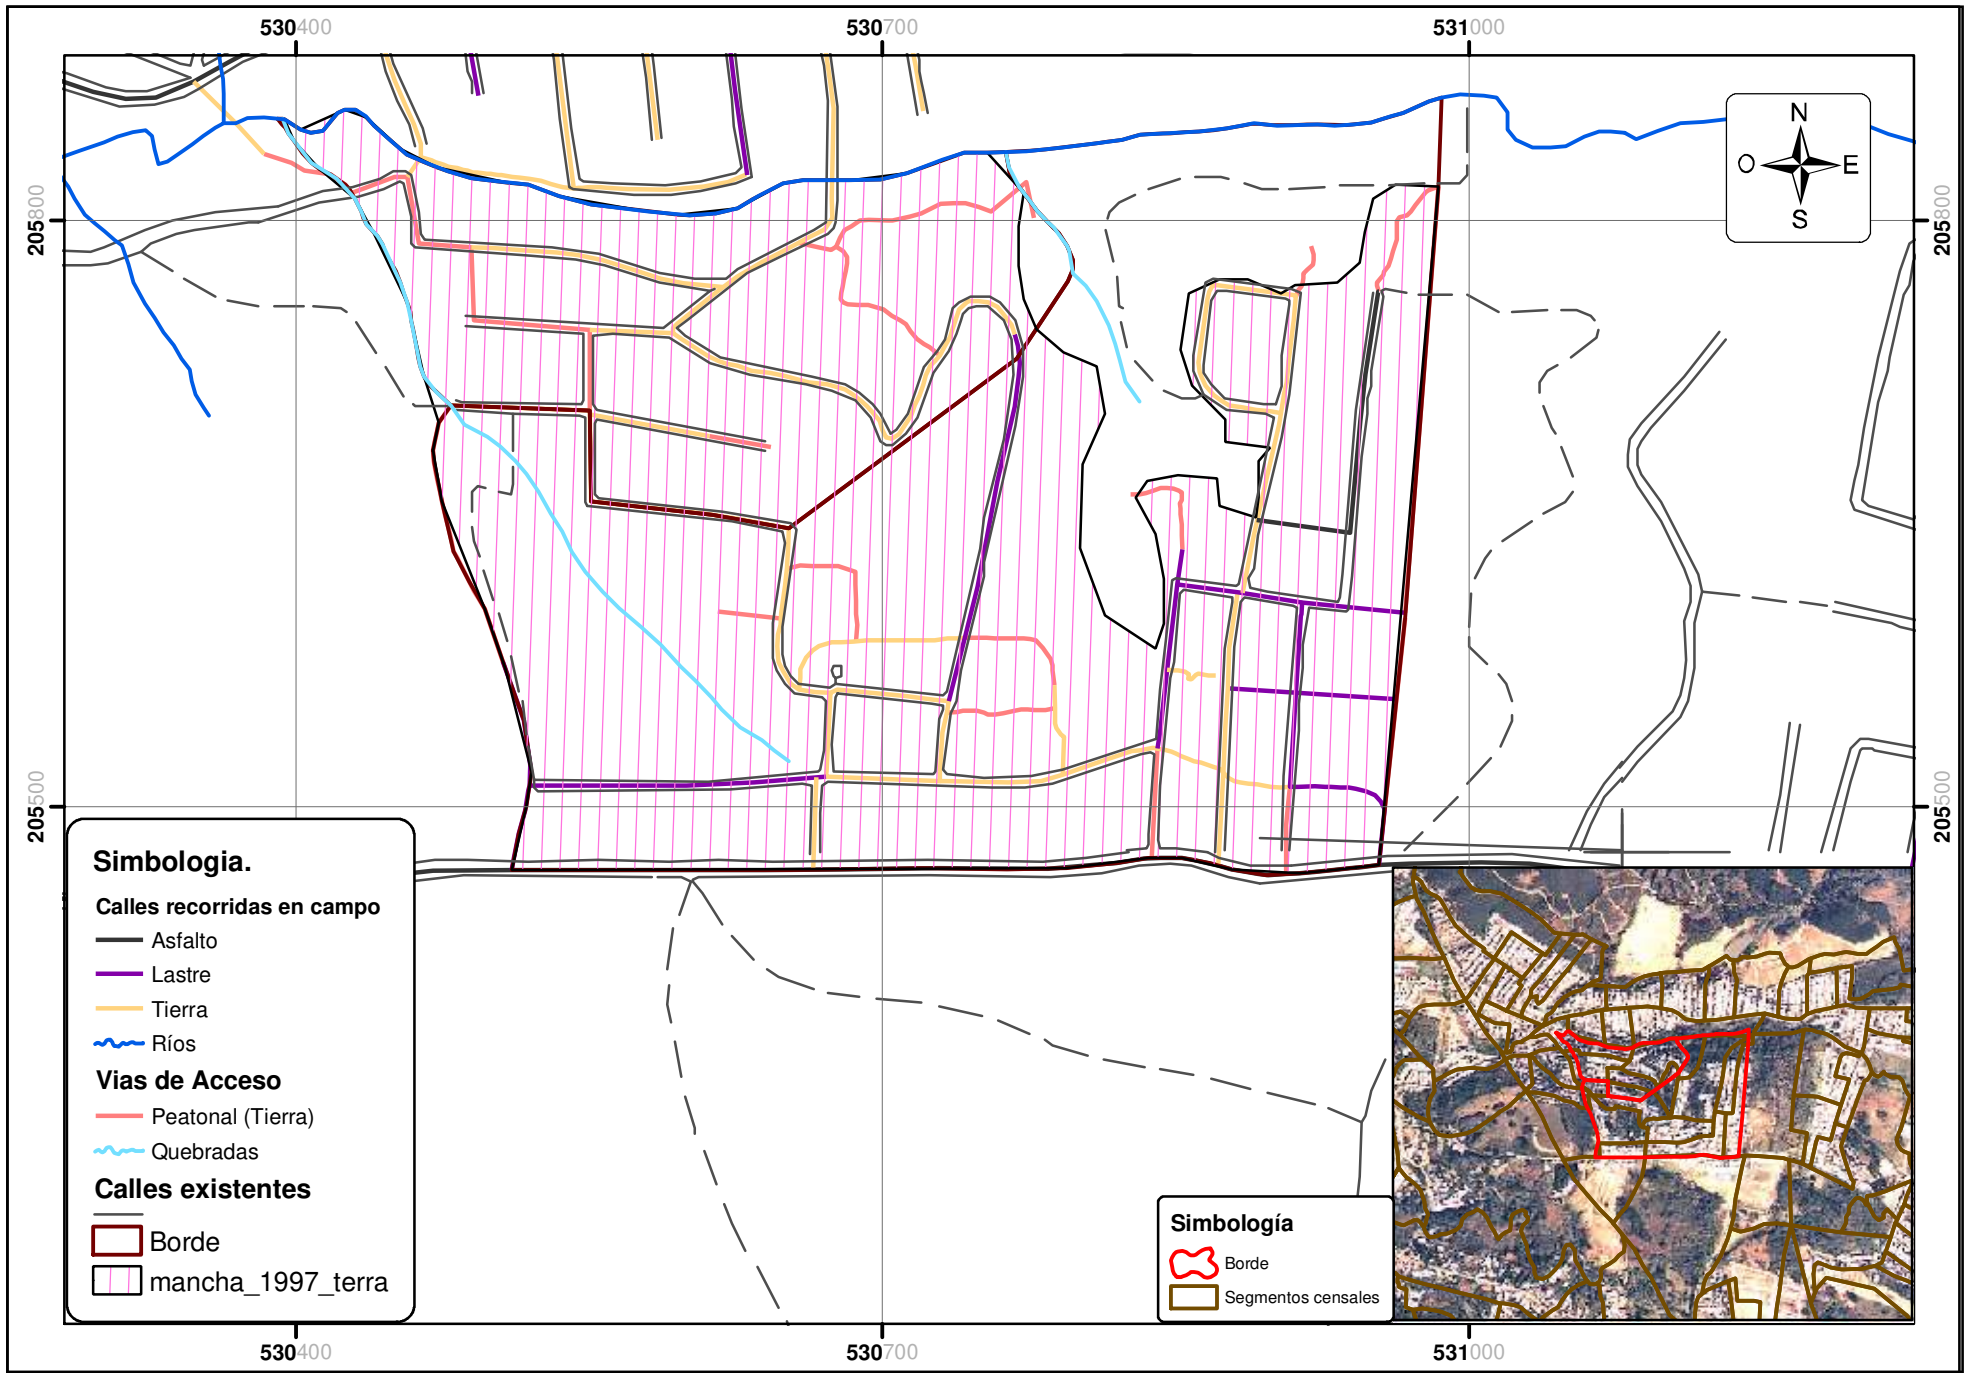 530400 530700 531000
N
O E
S
205800 205800
205500 205500
Simbologia.
Calles recorridas en campo
Asfalto
Lastre
Tierra
Ríos
Vias de Acceso
Peatonal (Tierra)
Quebradas
Calles existentes
Borde
mancha_1997_terra
Simbología
Borde
Segmentos censales
530400 530700 531000